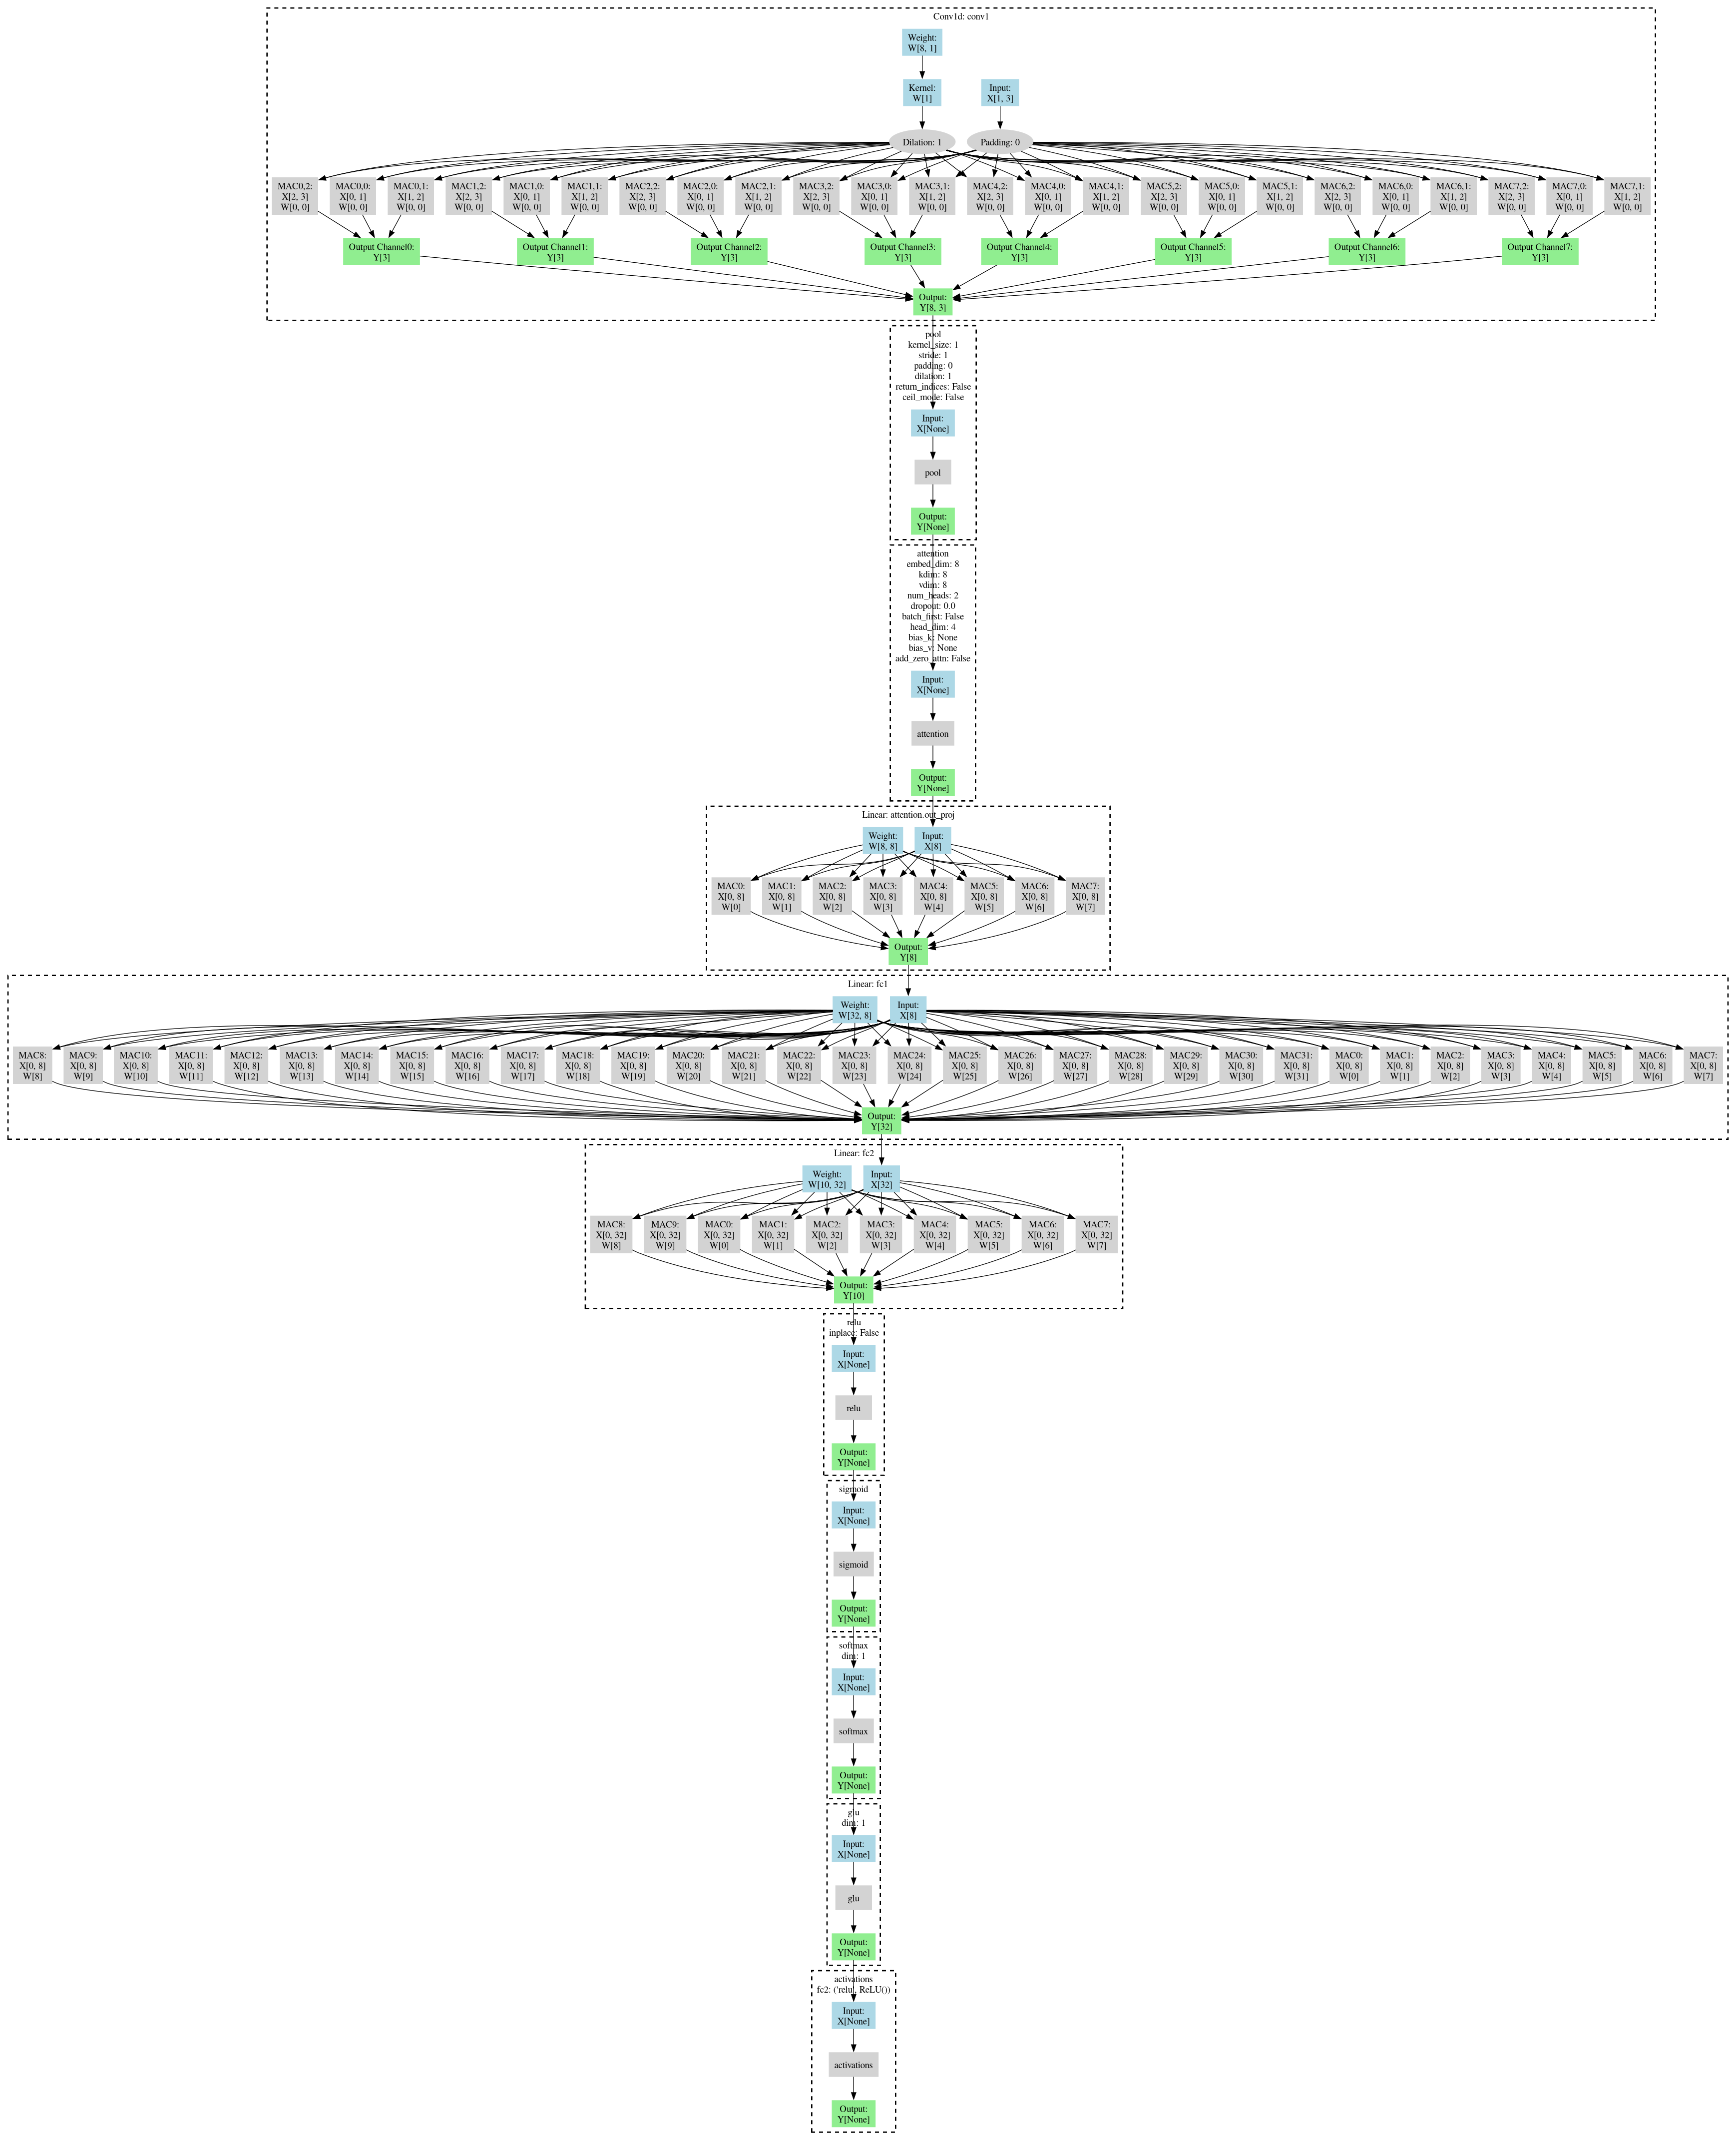 Conv1d: conv1
Weight:
W[8, 1]
Kernel:
W[1]
Input:
X[1, 3]
Dilation: 1
Padding: 0
MAC0,2:
X[2, 3]
W[0, 0]
MAC0,0:
X[0, 1]
W[0, 0]
MAC0,1:
X[1, 2]
W[0, 0]
MAC1,2:
X[2, 3]
W[0, 0]
MAC1,0:
X[0, 1]
W[0, 0]
MAC1,1:
X[1, 2]
W[0, 0]
MAC2,2:
X[2, 3]
W[0, 0]
MAC2,0:
X[0, 1]
W[0, 0]
MAC2,1:
X[1, 2]
W[0, 0]
MAC3,2:
X[2, 3]
W[0, 0]
MAC3,0:
X[0, 1]
W[0, 0]
MAC3,1:
X[1, 2]
W[0, 0]
MAC4,2:
X[2, 3]
W[0, 0]
MAC4,0:
X[0, 1]
W[0, 0]
MAC4,1:
X[1, 2]
W[0, 0]
MAC5,2:
X[2, 3]
W[0, 0]
MAC5,0:
X[0, 1]
W[0, 0]
MAC5,1:
X[1, 2]
W[0, 0]
MAC6,2:
X[2, 3]
W[0, 0]
MAC6,0:
X[0, 1]
W[0, 0]
MAC6,1:
X[1, 2]
W[0, 0]
MAC7,2:
X[2, 3]
W[0, 0]
MAC7,0:
X[0, 1]
W[0, 0]
MAC7,1:
X[1, 2]
W[0, 0]
Output Channel0:
Y[3]
Output Channel1:
Y[3]
Output Channel2:
Y[3]
Output Channel3:
Y[3]
Output Channel4:
Y[3]
Output Channel5:
Y[3]
Output Channel6:
Y[3]
Output Channel7:
Y[3]
Output:
Y[8, 3]
pool
kernel_size: 1
stride: 1
padding: 0
dilation: 1
return_indices: False
ceil_mode: False
Input:
X[None]
pool
Output:
Y[None]
attention
embed_dim: 8
kdim: 8
vdim: 8
num_heads: 2
dropout: 0.0
batch_first: False
head_dim: 4
bias_k: None
bias_v: None
add_zero_attn: False
Input:
X[None]
attention
Output:
Y[None]
Linear: attention.out_proj
Weight:
W[8, 8]
Input:
X[8]
MAC0:
X[0, 8]
W[0]
MAC1:
X[0, 8]
W[1]
MAC2:
X[0, 8]
W[2]
MAC3:
X[0, 8]
W[3]
MAC4:
X[0, 8]
W[4]
MAC5:
X[0, 8]
W[5]
MAC6:
X[0, 8]
W[6]
MAC7:
X[0, 8]
W[7]
Output:
Y[8]
Linear: fc1
Weight:
W[32, 8]
Input:
X[8]
MAC8:
X[0, 8]
W[8]
MAC9:
X[0, 8]
W[9]
MAC10:
X[0, 8]
W[10]
MAC11:
X[0, 8]
W[11]
MAC12:
X[0, 8]
W[12]
MAC13:
X[0, 8]
W[13]
MAC14:
X[0, 8]
W[14]
MAC15:
X[0, 8]
W[15]
MAC16:
X[0, 8]
W[16]
MAC17:
X[0, 8]
W[17]
MAC18:
X[0, 8]
W[18]
MAC19:
X[0, 8]
W[19]
MAC20:
X[0, 8]
W[20]
MAC21:
X[0, 8]
W[21]
MAC22:
X[0, 8]
W[22]
MAC23:
X[0, 8]
W[23]
MAC24:
X[0, 8]
W[24]
MAC25:
X[0, 8]
W[25]
MAC26:
X[0, 8]
W[26]
MAC27:
X[0, 8]
W[27]
MAC28:
X[0, 8]
W[28]
MAC29:
X[0, 8]
W[29]
MAC30:
X[0, 8]
W[30]
MAC31:
X[0, 8]
W[31]
MAC0:
X[0, 8]
W[0]
MAC1:
X[0, 8]
W[1]
MAC2:
X[0, 8]
W[2]
MAC3:
X[0, 8]
W[3]
MAC4:
X[0, 8]
W[4]
MAC5:
X[0, 8]
W[5]
MAC6:
X[0, 8]
W[6]
MAC7:
X[0, 8]
W[7]
Output:
Y[32]
Linear: fc2
Weight:
W[10, 32]
Input:
X[32]
MAC8:
X[0, 32]
W[8]
MAC9:
X[0, 32]
W[9]
MAC0:
X[0, 32]
W[0]
MAC1:
X[0, 32]
W[1]
MAC2:
X[0, 32]
W[2]
MAC3:
X[0, 32]
W[3]
MAC4:
X[0, 32]
W[4]
MAC5:
X[0, 32]
W[5]
MAC6:
X[0, 32]
W[6]
MAC7:
X[0, 32]
W[7]
Output:
Y[10]
relu
inplace: False
Input:
X[None]
relu
Output:
Y[None]
sigmoid
Input:
X[None]
sigmoid
Output:
Y[None]
softmax
dim: 1
Input:
X[None]
softmax
Output:
Y[None]
glu
dim: 1
Input:
X[None]
glu
Output:
Y[None]
activations
fc2: ('relu', ReLU())
Input:
X[None]
activations
Output:
Y[None]